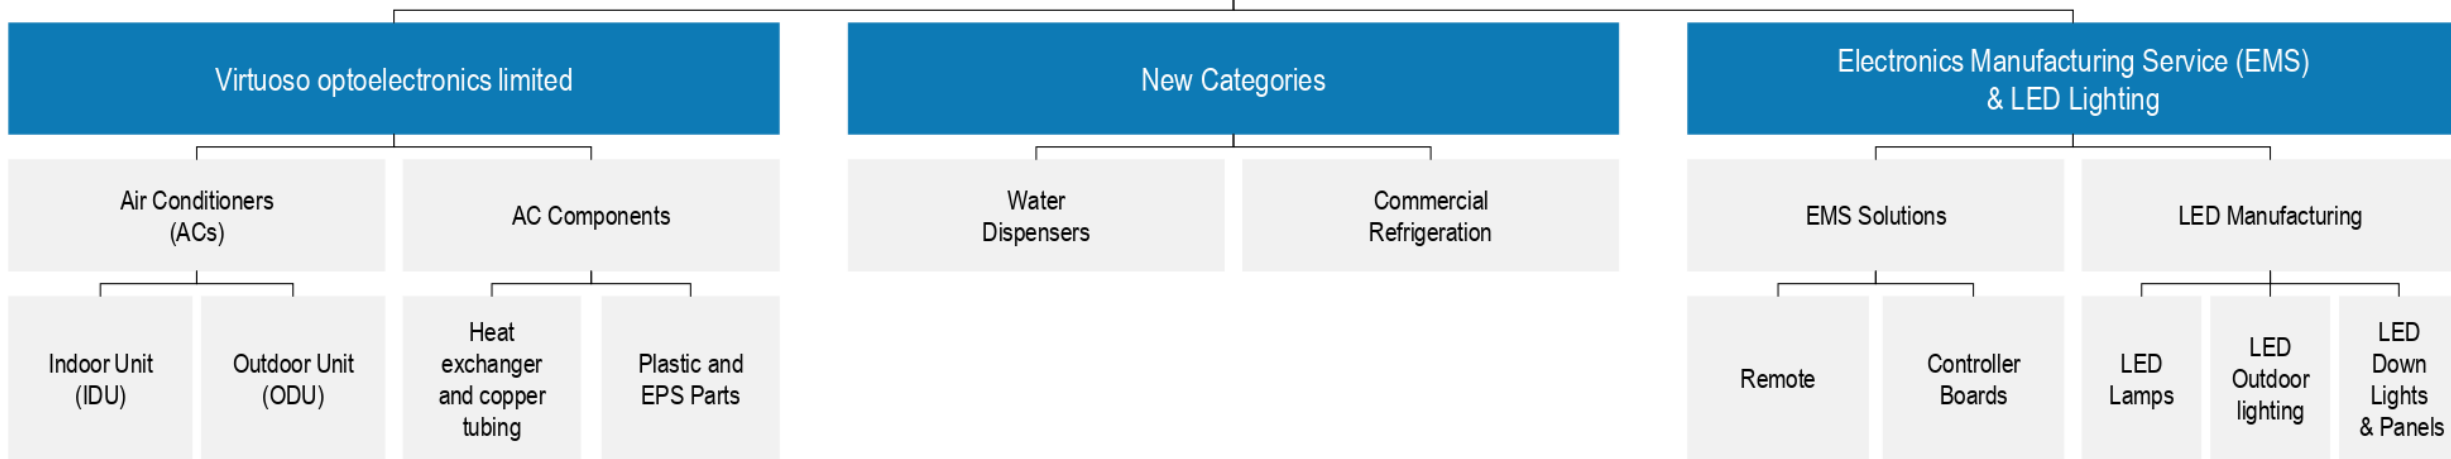 Virtuoso optoelectronics limited
New Categories
Electronics Manufacturing Service (EMS)
& LED Lighting
Air Conditioners
(ACs)
AC Components
Water
Dispensers
Commercial
Refrigeration
EMS Solutions
LED Manufacturing
Indoor Unit
(IDU)
Outdoor Unit
(ODU)
Heat
exchanger
and copper
tubing
Plastic and
EPS Parts
Remote
Controller
Boards
LED
Lamps
LED
Outdoor
lighting
LED
Down
Lights
& Panels